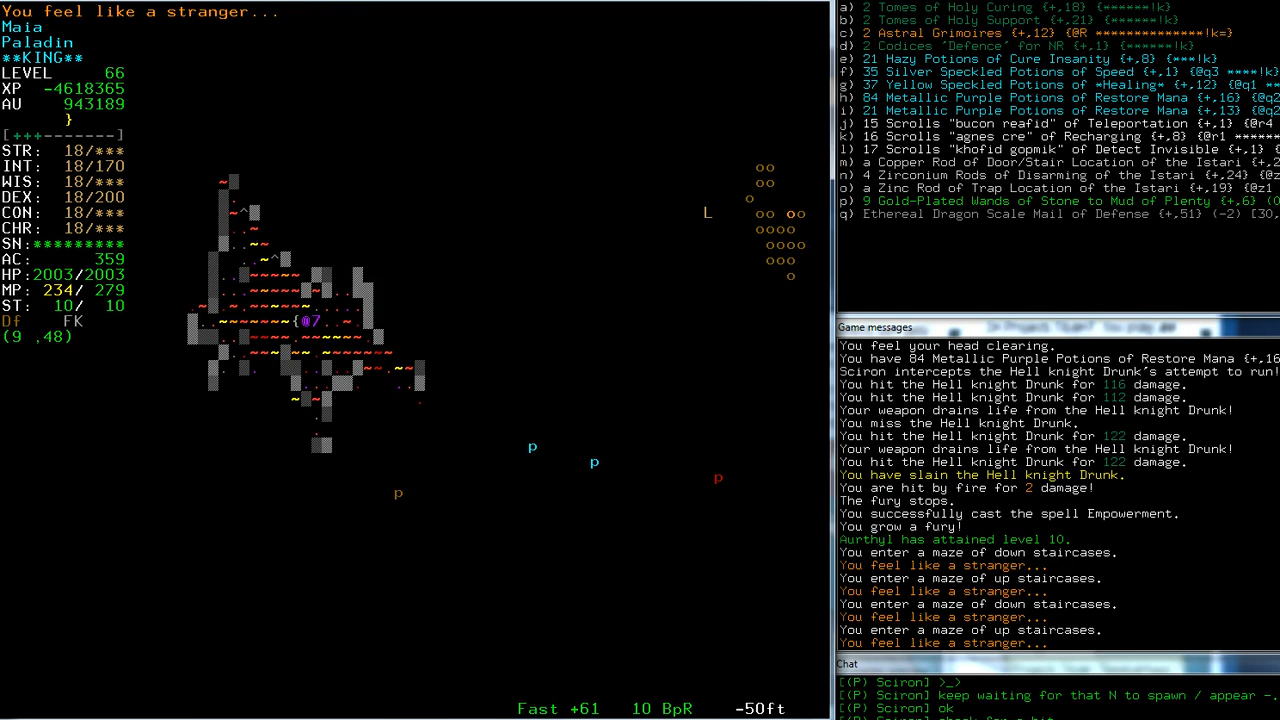 You feel like a stranger...
Maia
Paladin
**KING**
LEVEL 66
XP -4618365
AU 943189
}
[+++-------]
STR: 18/***
INT: 18/170
WIS: 18/***
DEX: 18/200
CON: 18/***
CHR: 18/***
SN:*********
AC: 359
HP:2003/2003
MP: 234/ 279
ST: 10/ 10
Df FK
(9 ,48)
Fast +61 10 BpR -50ft
a) 2 Tomes of Holy Curing {+,18} {******!k}
b) 2 Tomes of Holy Support {+,21} {******!k}
c) 2 Astral Grimoires {+,12} {@R **************!k=}
d) 2 Codices 'Defence' for NR {+,1} {******!k}
e) 21 Hazy Potions of Cure Insanity {+,8} {***!k}
f) 35 Silver Speckled Potions of Speed {+,1} {@q3 ****!k}
g) 37 Yellow Speckled Potions of *Healing* {+,12} {@q1 **
h) 84 Metallic Purple Potions of Restore Mana {+,16} {@q2
i) 21 Metallic Purple Potions of Restore Mana {+,13} {@q2
j) 15 Scrolls "bucon reafid" of Teleportation {+,1} {@r4
k) 16 Scrolls "agnes cre" of Recharging {+,8} {@r1 ******
l) 17 Scrolls "khofid gopmik" of Detect Invisible {+,1} {
m) a Copper Rod of Door/Stair Location of the Istari {+,2
n) 4 Zirconium Rods of Disarming of the Istari {+,24} {@z
o) a Zinc Rod of Trap Location of the Istari {+,19} {@z1
p) 9 Gold-Plated Wands of Stone to Mud of Plenty {+,6} (0
q) Ethereal Dragon Scale Mail of Defense {+,51} (-2) [30,
Game messages
You feel your head clearing.
You have 84 Metallic Purple Potions of Restore Mana {+,16
Sciron intercepts the Hell knight Drunk's attempt to run!
You hit the Hell knight Drunk for 116 damage.
You hit the Hell knight Drunk for 112 damage.
Your weapon drains life from the Hell knight Drunk!
You miss the Hell knight Drunk.
You hit the Hell knight Drunk for 122 damage.
Your weapon drains life from the Hell knight Drunk!
You hit the Hell knight Drunk for 122 damage.
You have slain the Hell knight Drunk.
You are hit by fire for 2 damage!
The fury stops.
You successfully cast the spell Empowerment.
You grow a fury!
Aurthyl has attained level 10.
You enter a maze of down staircases.
You feel like a stranger...
You enter a maze of up staircases.
You feel like a stranger...
You enter a maze of down staircases.
You feel like a stranger...
You enter a maze of up staircases.
You feel like a stranger...
Chat
[(P) Sciron] >_>
[(P) Sciron] keep waiting for that N to spawn / appear -.
[(P) Sciron] ok